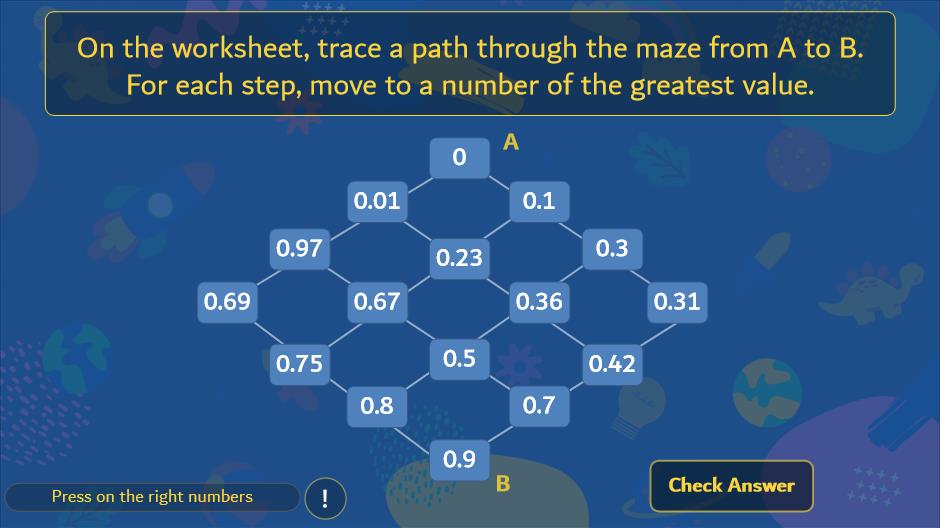 On the worksheet, trace a path through the maze from A to B.
For each step, move to a number of the greatest value.
A
0
0.01 0.1
0.97 0.23 0.3
0.69 0.67 0.36 0.31
0.75 0.5 0.42
0.8 0.7
0.9
B
Press on the right numbers ! Check Answer